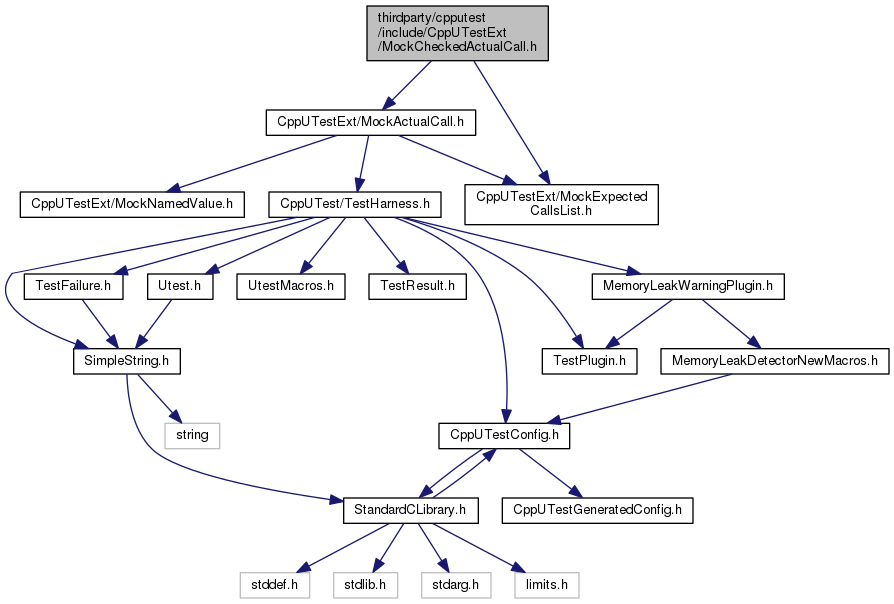 thirdparty/cpputest
/include/CppUTestExt
/MockCheckedActualCall.h
CppUTestExt/MockActualCall.h
CppUTestExt/MockNamedValue.h
CppUTest/TestHarness.h
CppUTestExt/MockExpected
CallsList.h
TestFailure.h
Utest.h
UtestMacros.h
TestResult.h
MemoryLeakWarningPlugin.h
SimpleString.h
TestPlugin.h
MemoryLeakDetectorNewMacros.h
string
CppUTestConfig.h
StandardCLibrary.h
CppUTestGeneratedConfig.h
stddef.h
stdlib.h
stdarg.h
limits.h